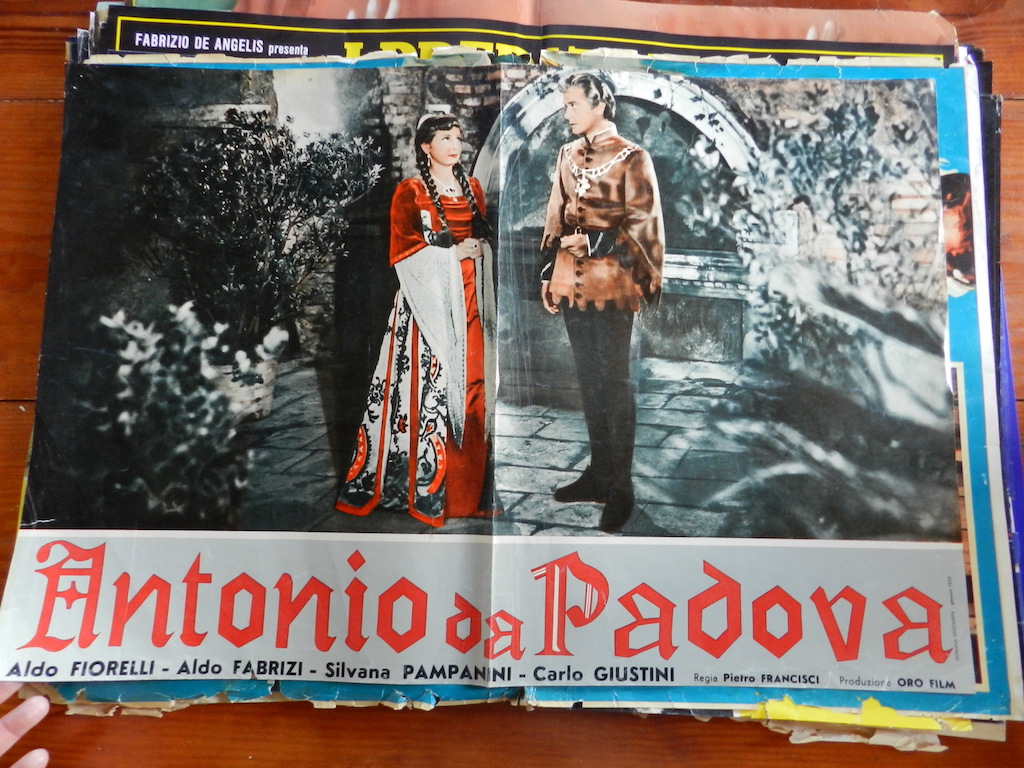 FABRIZIO DE ANGELIS presenta
Antonio da Padova
Aldo FIORELLI - Aldo FABRIZI - Silvana PAMPANINI - Carlo GIUSTINI Regia Pietro FRANCISCI Produzione ORO FILM